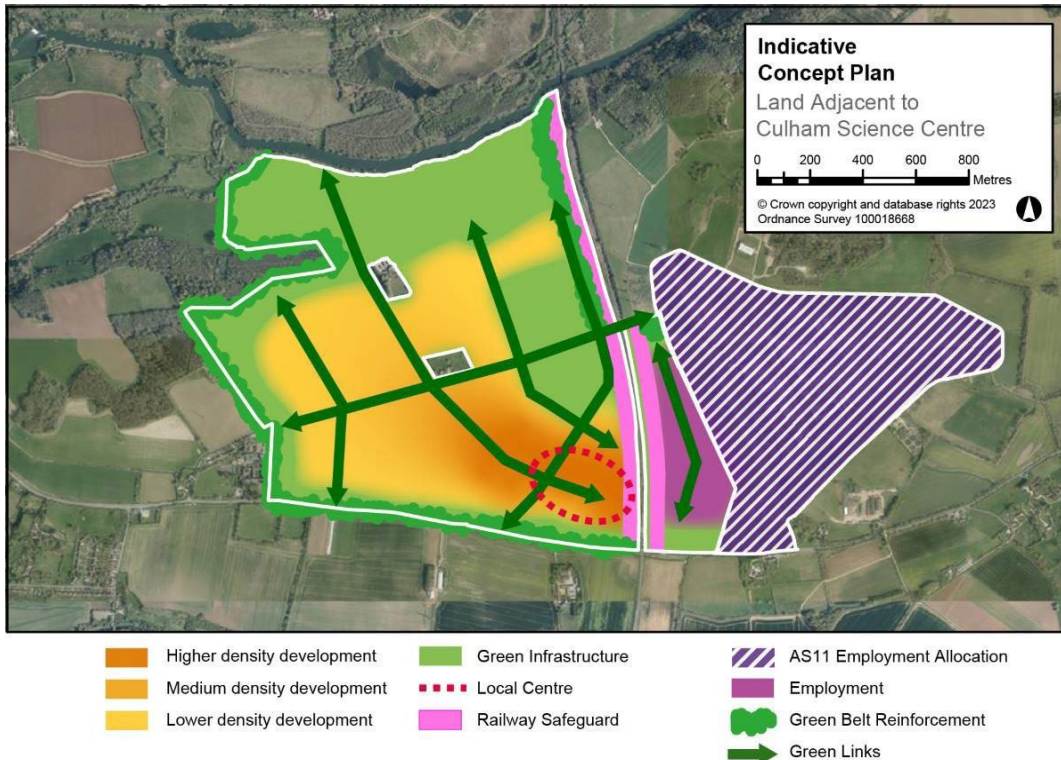 Indicative
Concept Plan
Land Adjacent to
Culham Science Centre
0 200 400 600 800
Metres
© Crown copyright and database rights 2023
Ordnance Survey 100018668
Higher density development
Medium density development
Lower density development
Green Infrastructure
Local Centre
Railway Safeguard
AS11 Employment Allocation
Employment
Green Belt Reinforcement
Green Links